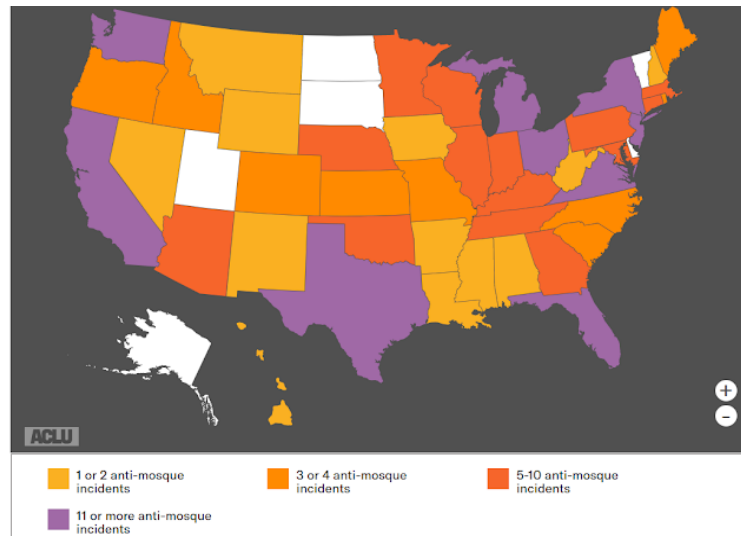 +
−
ACLU
1 or 2 anti-mosque
incidents
3 or 4 anti-mosque
incidents
5-10 anti-mosque
incidents
11 or more anti-mosque
incidents